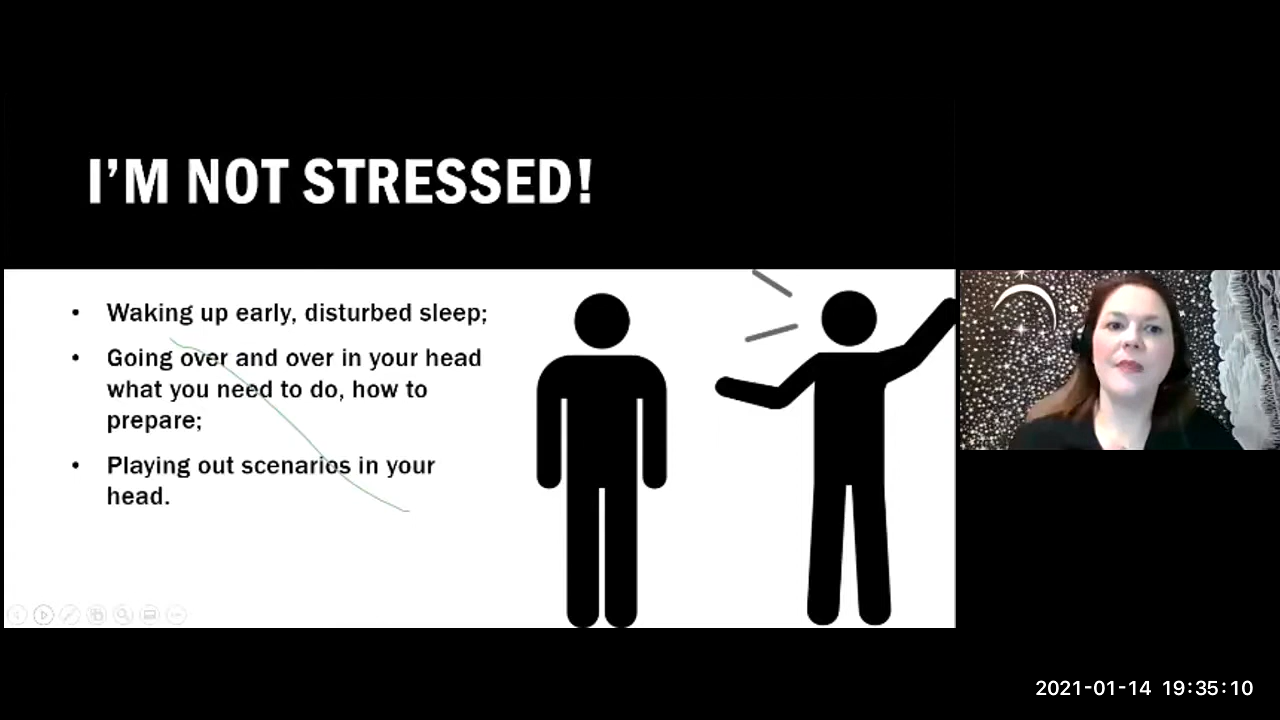 I’M NOT STRESSED!
• Waking up early, disturbed sleep;
• Going over and over in your head
what you need to do, how to
prepare;
• Playing out scenarios in your
head.
2021-01-14 19:35:10